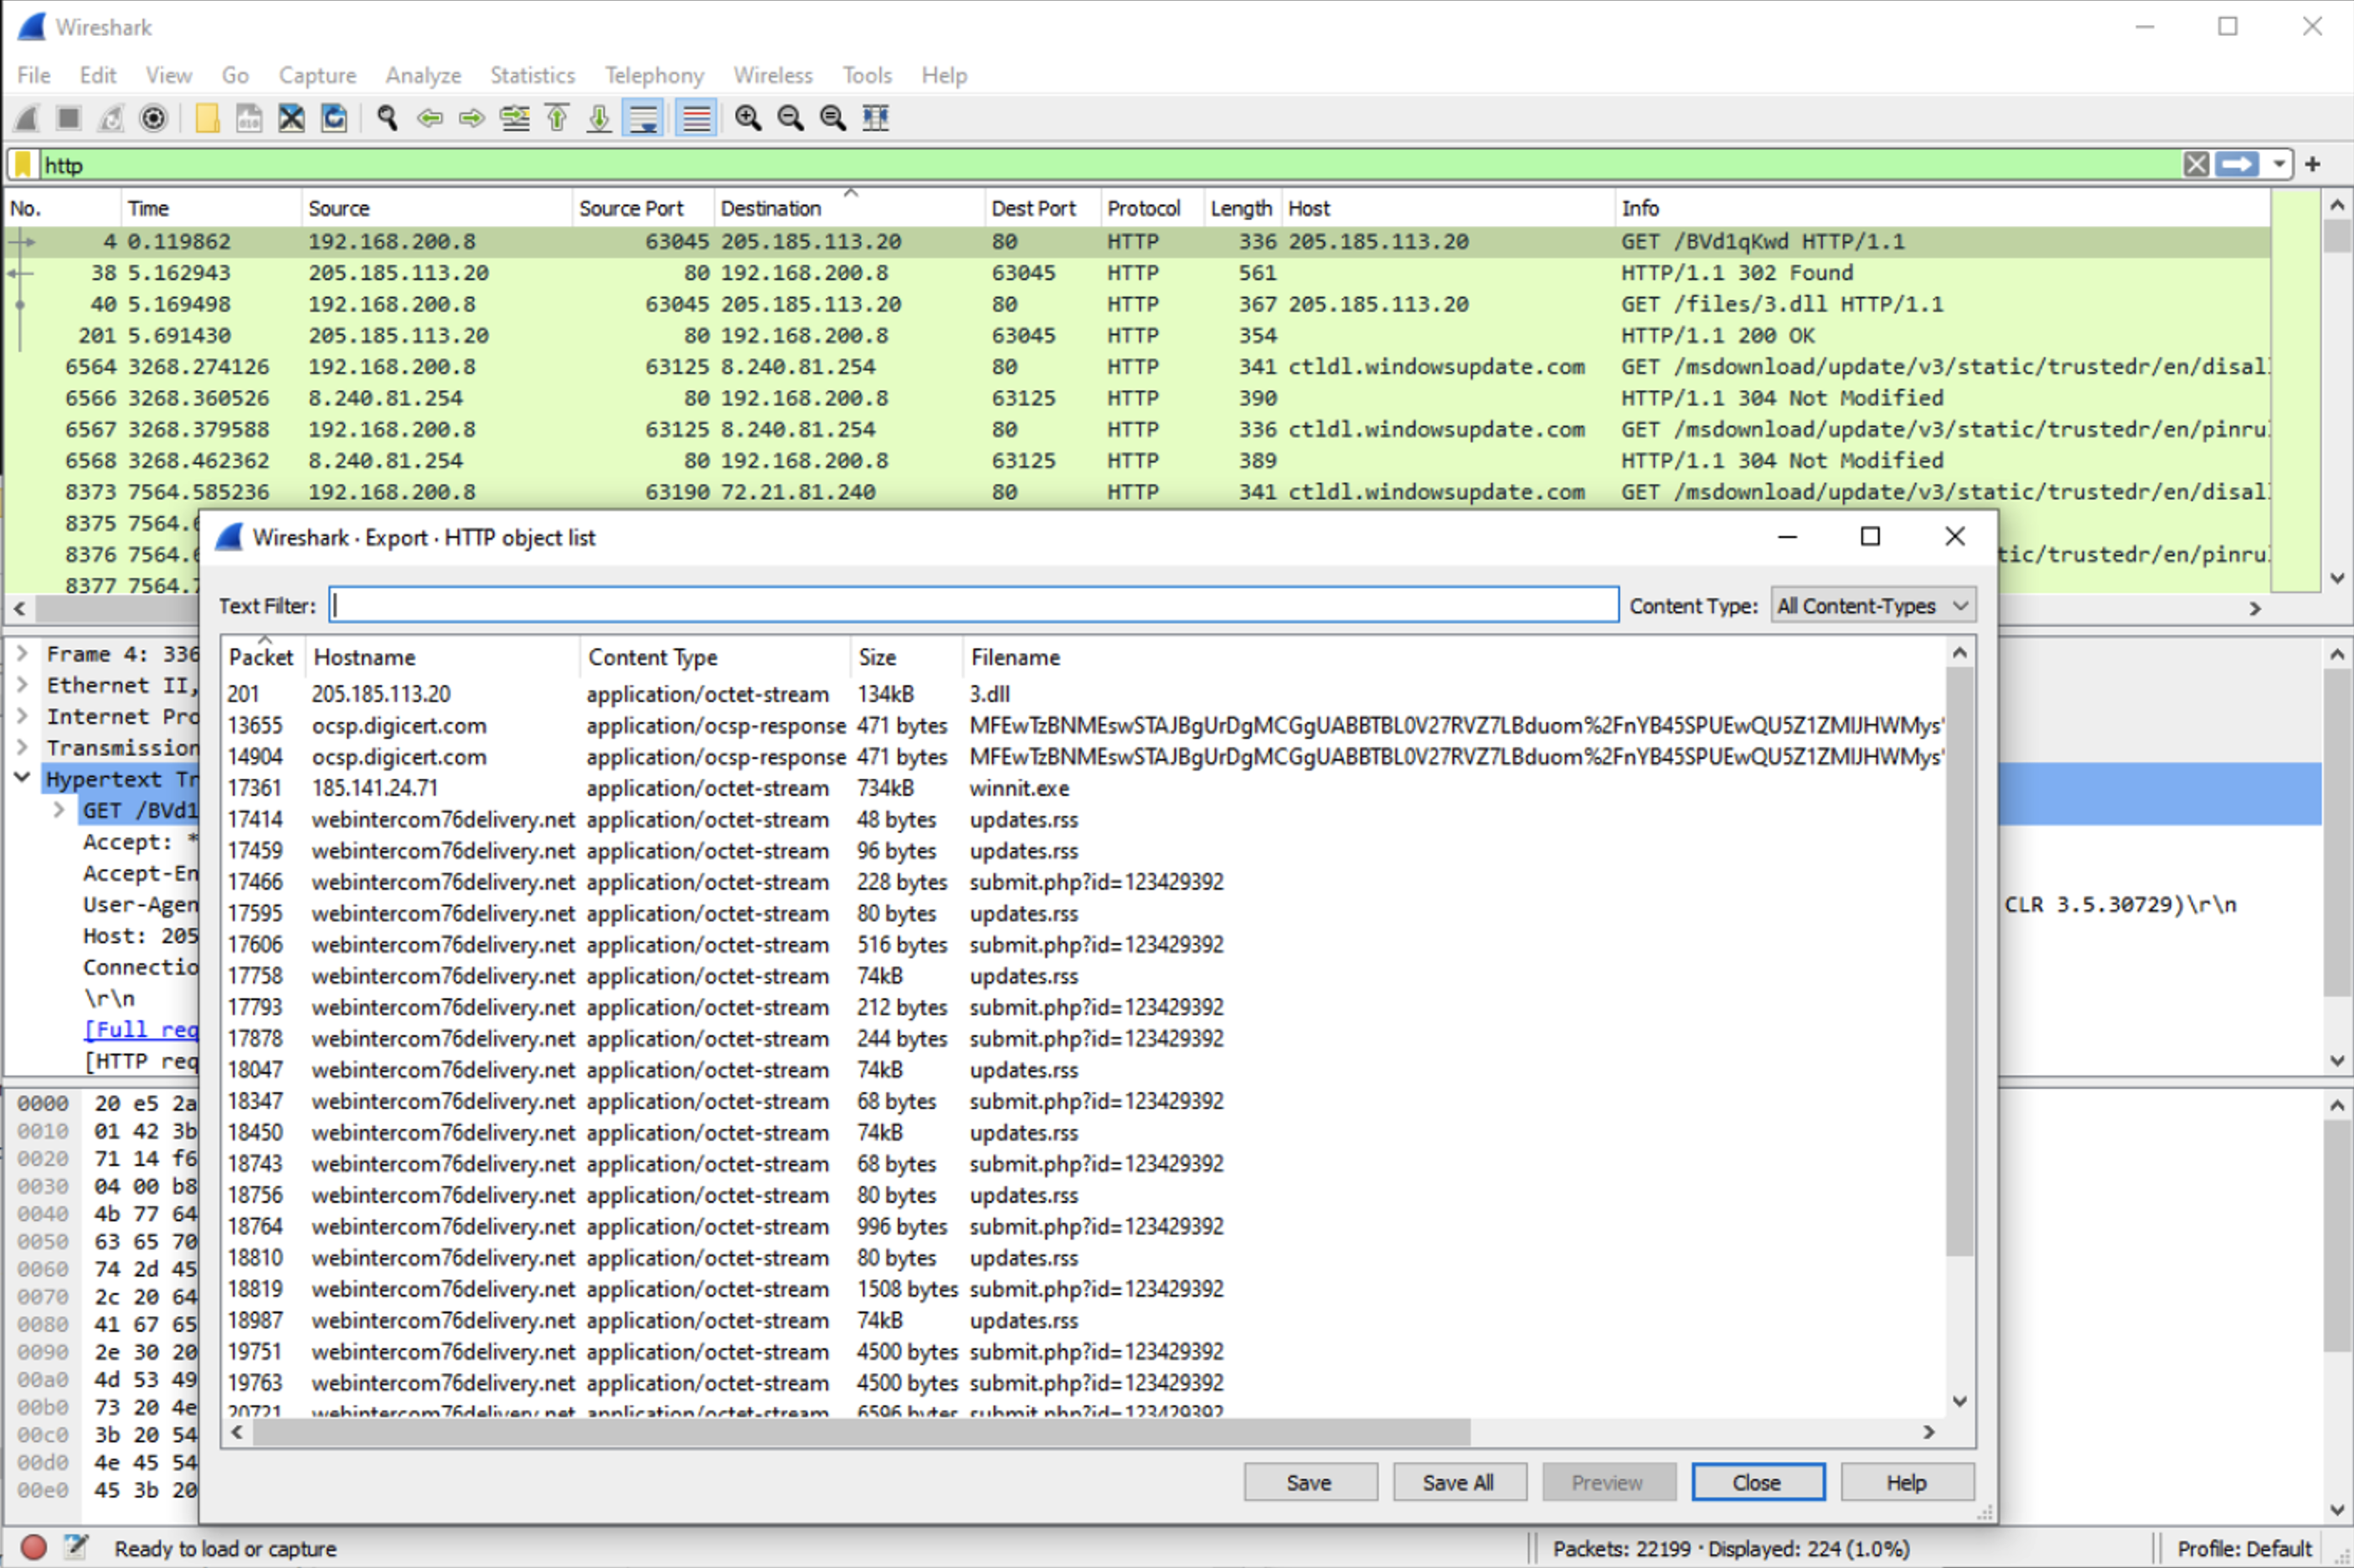 Wireshark
File Edit View Go Capture Analyze Statistics Telephony Wireless Tools Help
http
No. Time Source Source Port Destination Dest Port Protocol Length Host Info
4 0.119862 192.168.200.8 63045 205.185.113.20 80 HTTP 336 205.185.113.20 GET /BVd1qKwd HTTP/1.1
38 5.162943 205.185.113.20 80 192.168.200.8 63045 HTTP 561 HTTP/1.1 302 Found
40 5.169498 192.168.200.8 63045 205.185.113.20 80 HTTP 367 205.185.113.20 GET /files/3.dll HTTP/1.1
201 5.691430 205.185.113.20 80 192.168.200.8 63045 HTTP 354 HTTP/1.1 200 OK
6564 3268.274126 192.168.200.8 63125 8.240.81.254 80 HTTP 341 ctldl.windowsupdate.com GET /msdownload/update/v3/static/trustedr/en/disal
6566 3268.360526 8.240.81.254 80 192.168.200.8 63125 HTTP 390 HTTP/1.1 304 Not Modified
6567 3268.379588 192.168.200.8 63125 8.240.81.254 80 HTTP 336 ctldl.windowsupdate.com GET /msdownload/update/v3/static/trustedr/en/pinru
6568 3268.462362 8.240.81.254 80 192.168.200.8 63125 HTTP 389 HTTP/1.1 304 Not Modified
8373 7564.585236 192.168.200.8 63190 72.21.81.240 80 HTTP 341 ctldl.windowsupdate.com GET /msdownload/update/v3/static/trustedr/en/disal
8375 7564.6
8376 7564.6 tic/trustedr/en/pinru
8377 7564.7
Wireshark · Export · HTTP object list
Text Filter: Content Type: All Content-Types
Packet Hostname Content Type Size Filename
201 205.185.113.20 application/octet-stream 134kB 3.dll
13655 ocsp.digicert.com application/ocsp-response 471 bytes MFEwTzBNMEswSTAJBgUrDgMCGgUABBTBL0V27RVZ7LBduom%2FnYB45SPUEwQU5Z1ZMIJHWMys
14904 ocsp.digicert.com application/ocsp-response 471 bytes MFEwTzBNMEswSTAJBgUrDgMCGgUABBTBL0V27RVZ7LBduom%2FnYB45SPUEwQU5Z1ZMIJHWMys
17361 185.141.24.71 application/octet-stream 734kB winnit.exe
17414 webintercom76delivery.net application/octet-stream 48 bytes updates.rss
17459 webintercom76delivery.net application/octet-stream 96 bytes updates.rss
17466 webintercom76delivery.net application/octet-stream 228 bytes submit.php?id=123429392
17595 webintercom76delivery.net application/octet-stream 80 bytes updates.rss
17606 webintercom76delivery.net application/octet-stream 516 bytes submit.php?id=123429392
17758 webintercom76delivery.net application/octet-stream 74kB updates.rss
17793 webintercom76delivery.net application/octet-stream 212 bytes submit.php?id=123429392
17878 webintercom76delivery.net application/octet-stream 244 bytes submit.php?id=123429392
18047 webintercom76delivery.net application/octet-stream 74kB updates.rss
18347 webintercom76delivery.net application/octet-stream 68 bytes submit.php?id=123429392
18450 webintercom76delivery.net application/octet-stream 74kB updates.rss
18743 webintercom76delivery.net application/octet-stream 68 bytes submit.php?id=123429392
18756 webintercom76delivery.net application/octet-stream 80 bytes updates.rss
18764 webintercom76delivery.net application/octet-stream 996 bytes submit.php?id=123429392
18810 webintercom76delivery.net application/octet-stream 80 bytes updates.rss
18819 webintercom76delivery.net application/octet-stream 1508 bytes submit.php?id=123429392
18987 webintercom76delivery.net application/octet-stream 74kB updates.rss
19751 webintercom76delivery.net application/octet-stream 4500 bytes submit.php?id=123429392
19763 webintercom76delivery.net application/octet-stream 4500 bytes submit.php?id=123429392
20721 webintercom76delivery.net application/octet-stream 6596 bytes submit.php?id=123429392
Save Save All Preview Close Help
Frame 4: 336
Ethernet II,
Internet Pro
Transmission
Hypertext Tr
GET /BVd1
Accept: *
Accept-En
User-Agen CLR 3.5.30729)\r\n
Host: 205
Connectio
\r\n
[Full req
[HTTP req
0000 20 e5 2a
0010 01 42 3b
0020 71 14 f6
0030 04 00 b8
0040 4b 77 64
0050 63 65 70
0060 74 2d 45
0070 2c 20 64
0080 41 67 65
0090 2e 30 20
00a0 4d 53 49
00b0 73 20 4e
00c0 3b 20 54
00d0 4e 45 54
00e0 45 3b 20
Ready to load or capture Packets: 22199 · Displayed: 224 (1.0%) Profile: Default